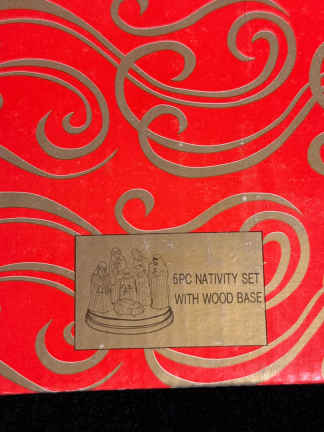 6PC NATIVITY SET
WITH WOOD BASE